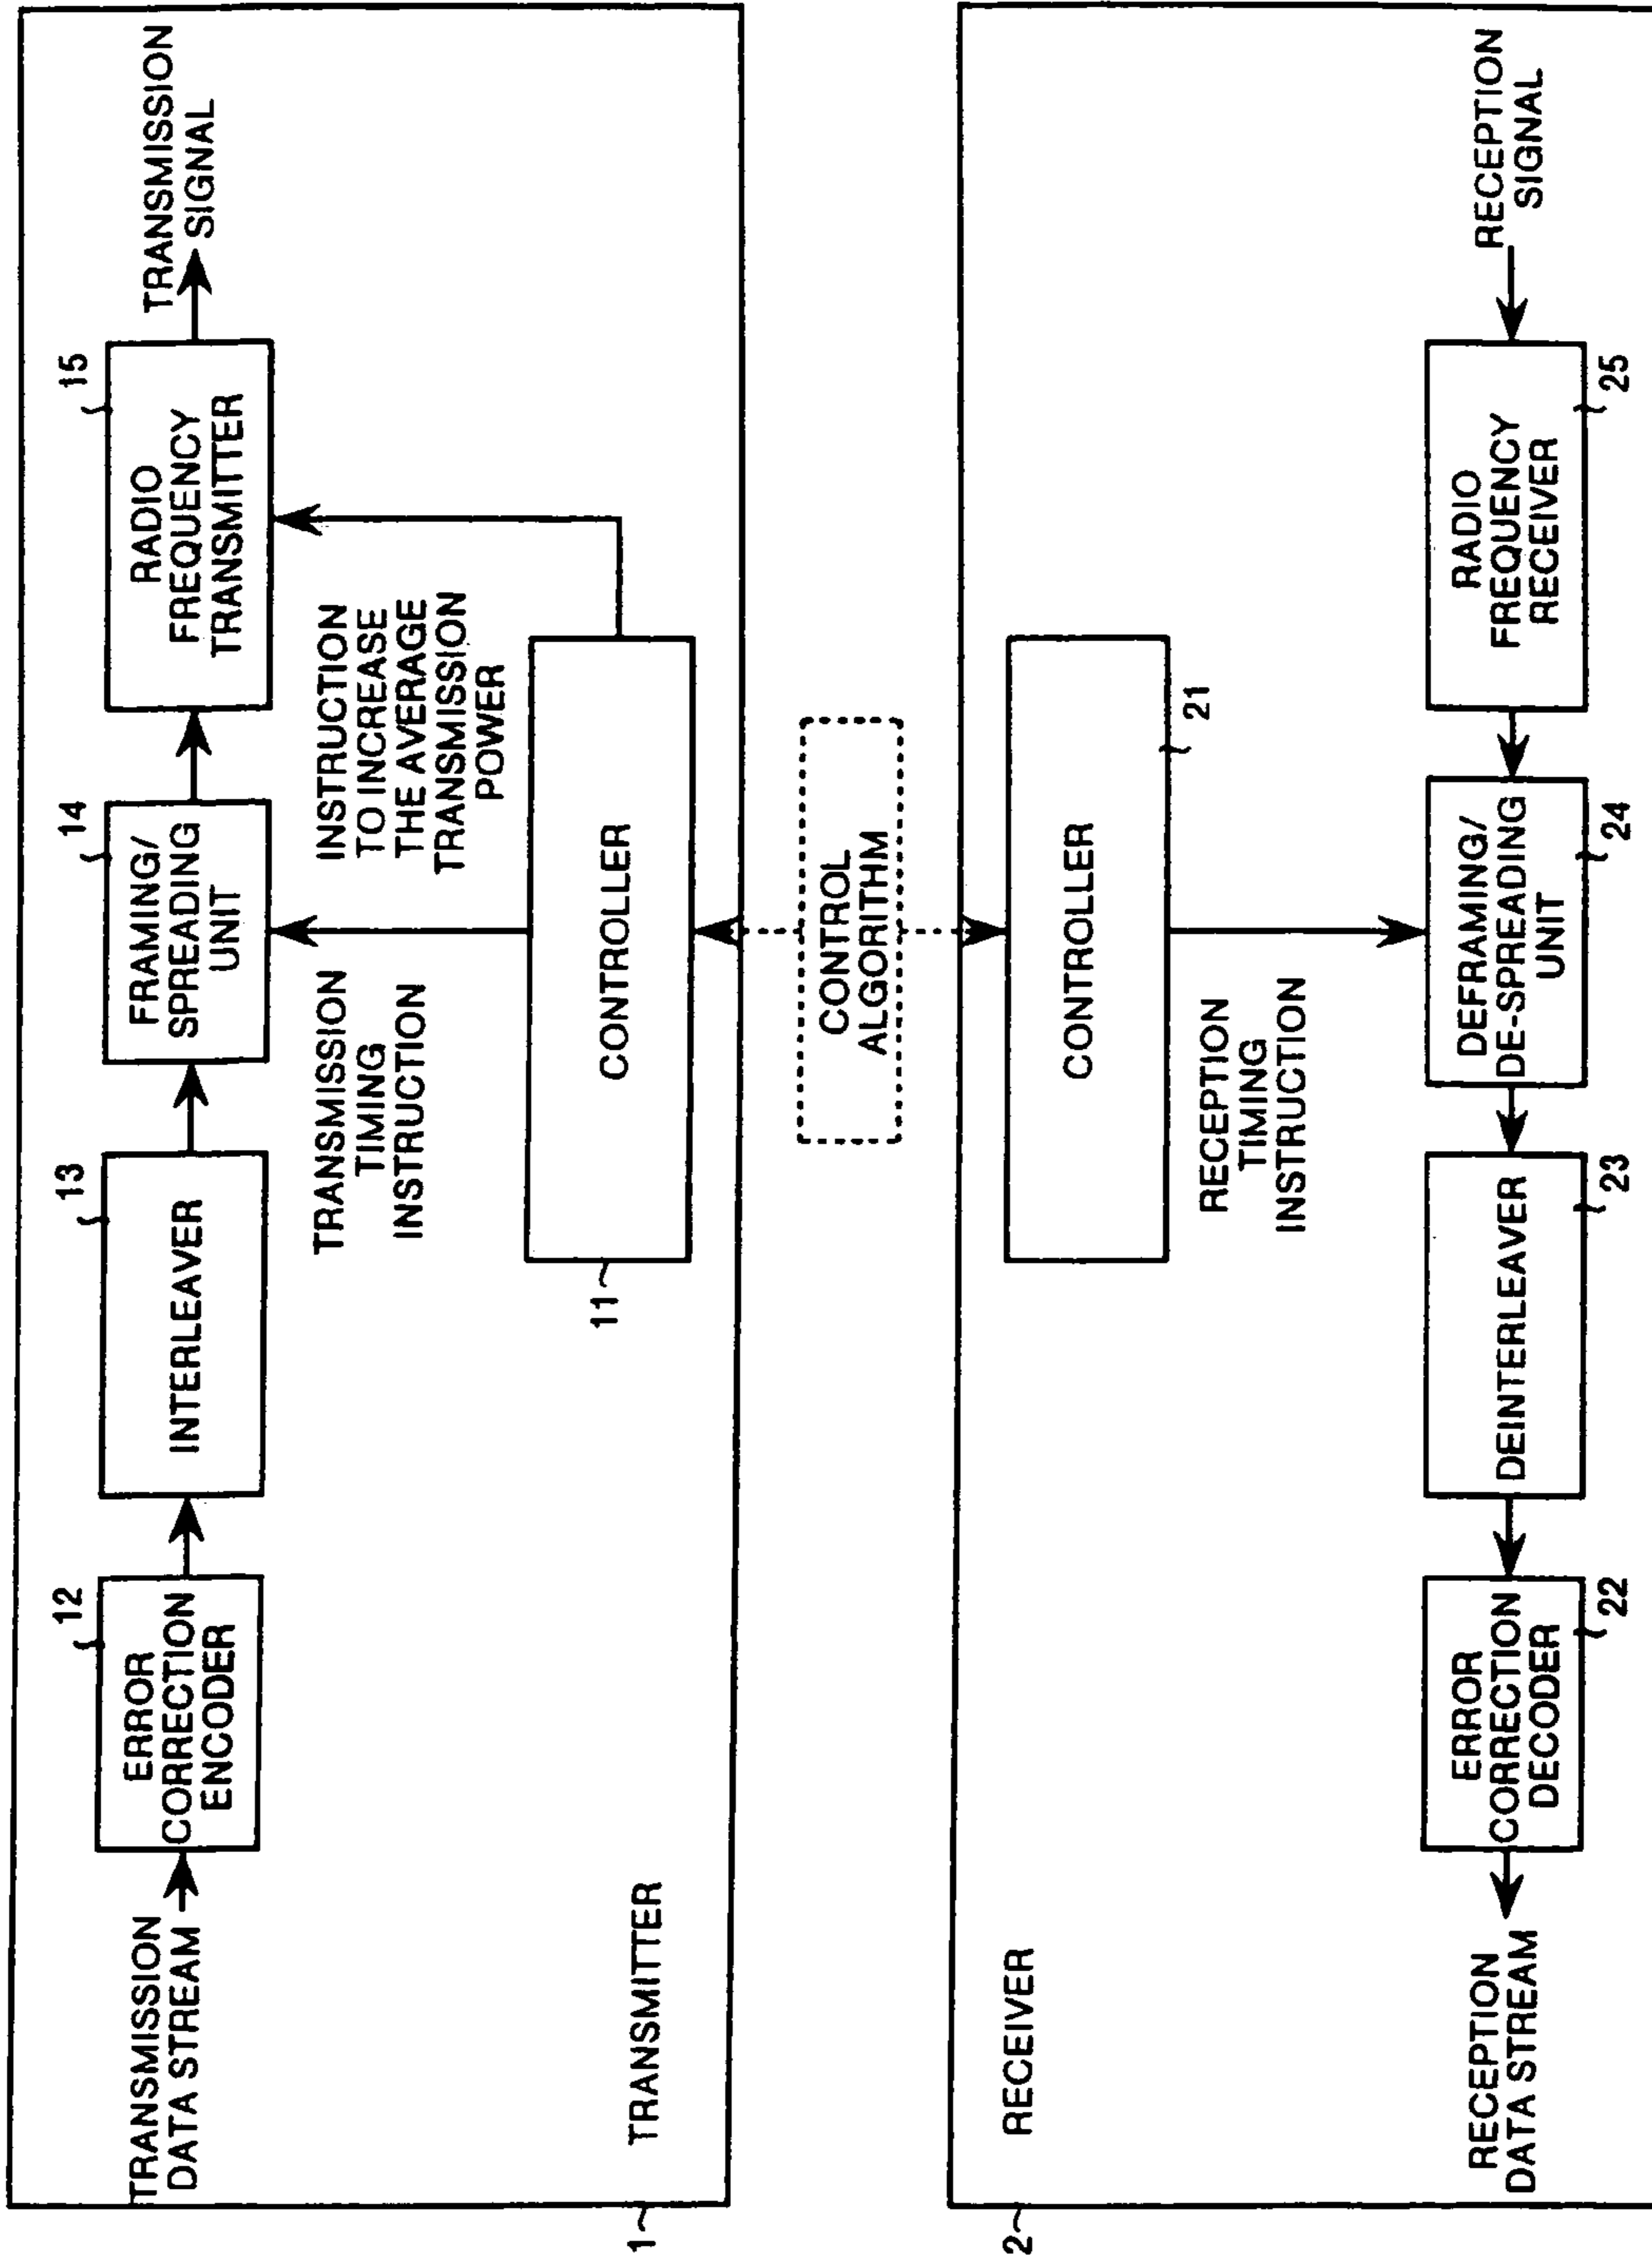 TRANSMISSION
DATA STREAM
12
ERROR
CORRECTION
ENCODER
13
INTERLEAVER
14
FRAMING/
SPREADING
UNIT
15
RADIO
FREQUENCY
TRANSMITTER
TRANSMISSION
SIGNAL
TRANSMISSION
TIMING
INSTRUCTION
INSTRUCTION
TO INCREASE
THE AVERAGE
TRANSMISSION
POWER
11
CONTROLLER
TRANSMITTER
1
CONTROL
ALGORITHM
2
RECEIVER
CONTROLLER
21
RECEPTION
TIMING
INSTRUCTION
RECEPTION
DATA STREAM
ERROR
CORRECTION
DECODER
22
DEINTERLEAVER
23
DEFRAMING/
DE-SPREADING
UNIT
24
RADIO
FREQUENCY
RECEIVER
25
RECEPTION
SIGNAL